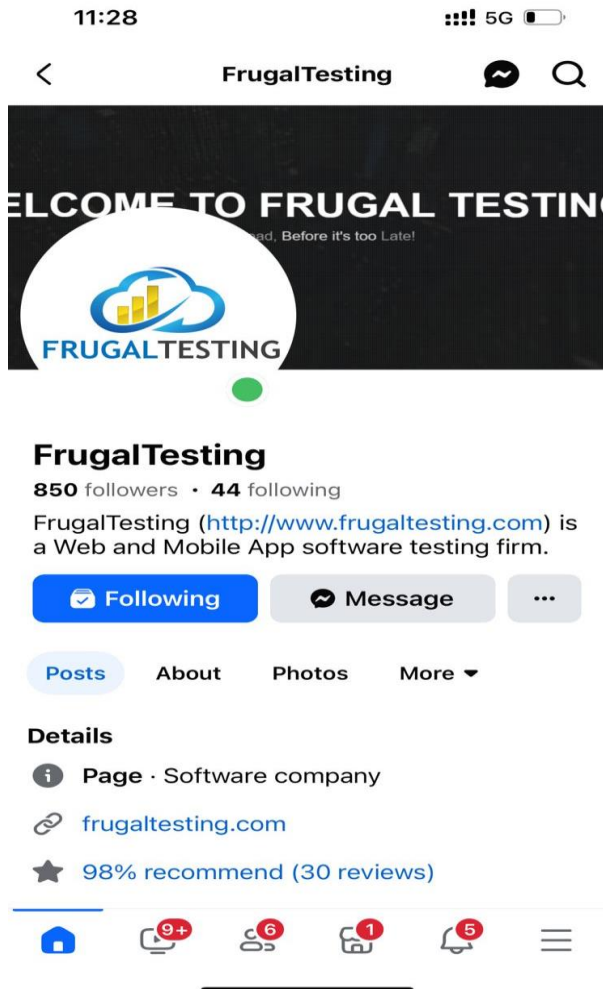 11:28 5G
FrugalTesting
ELCOME TO FRUGAL TESTING
ad, Before it's too Late!
FRUGALTESTING
FrugalTesting
850 followers · 44 following
FrugalTesting (http://www.frugaltesting.com) is
a Web and Mobile App software testing firm.
Following Message ...
Posts About Photos More
Details
Page · Software company
frugaltesting.com
98% recommend (30 reviews)
9+ 6 1 5